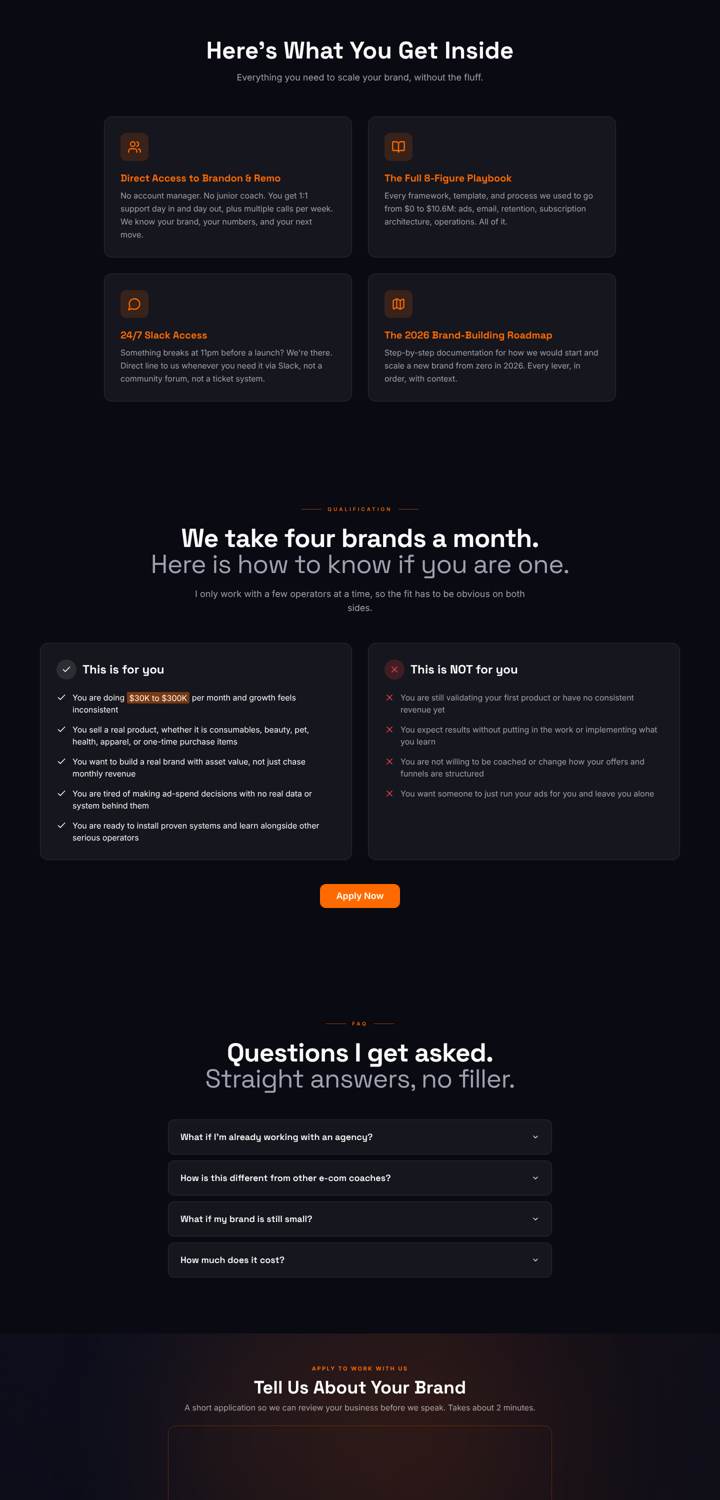 Here's What You Get Inside
Everything you need to scale your brand, without the fluff.
Direct Access to Brandon & Remo
No account manager. No junior coach. You get 1:1
support day in and day out, plus multiple calls per week.
We know your brand, your numbers, and your next
move.
The Full 8-Figure Playbook
Every framework, template, and process we used to go
from $0 to $10.6M: ads, email, retention, subscription
architecture, operations. All of it.
24/7 Slack Access
Something breaks at 11pm before a launch? We're there.
Direct line to us whenever you need it via Slack, not a
community forum, not a ticket system.
The 2026 Brand-Building Roadmap
Step-by-step documentation for how we would start and
scale a new brand from zero in 2026. Every lever, in
order, with context.
QUALIFICATION
We take four brands a month.
Here is how to know if you are one.
I only work with a few operators at a time, so the fit has to be obvious on both
sides.
This is for you
You are doing $30K to $300K per month and growth feels
inconsistent
You sell a real product, whether it is consumables, beauty, pet,
health, apparel, or one-time purchase items
You want to build a real brand with asset value, not just chase
monthly revenue
You are tired of making ad-spend decisions with no real data or
system behind them
You are ready to install proven systems and learn alongside other
serious operators
This is NOT for you
You are still validating your first product or have no consistent
revenue yet
You expect results without putting in the work or implementing what
you learn
You are not willing to be coached or change how your offers and
funnels are structured
You want someone to just run your ads for you and leave you alone
Apply Now
FAQ
Questions I get asked.
Straight answers, no filler.
What if I'm already working with an agency?
How is this different from other e-com coaches?
What if my brand is still small?
How much does it cost?
APPLY TO WORK WITH US
Tell Us About Your Brand
A short application so we can review your business before we speak. Takes about 2 minutes.